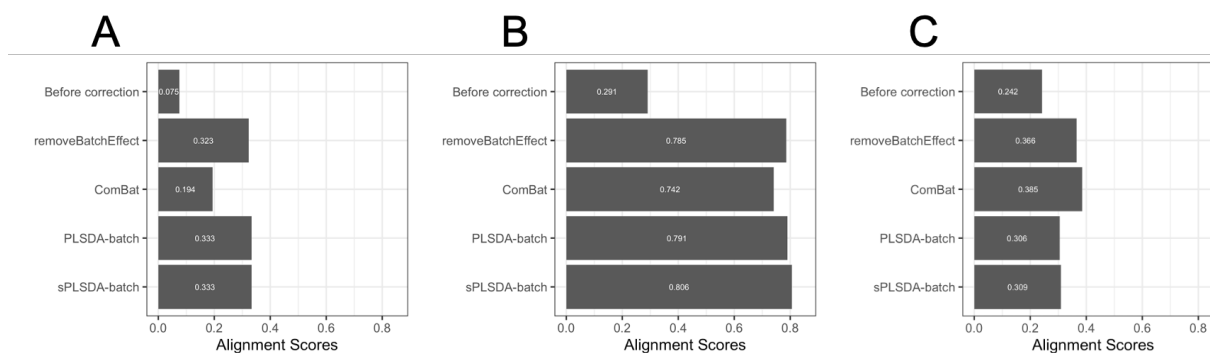 A B C
Before correction 0.075
removeBatchEffect 0.323
ComBat 0.194
PLSDA-batch 0.333
sPLSDA-batch 0.333
0.0 0.2 0.4 0.6 0.8
Alignment Scores
Before correction 0.291
removeBatchEffect 0.785
ComBat 0.742
PLSDA-batch 0.791
sPLSDA-batch 0.806
0.0 0.2 0.4 0.6 0.8
Alignment Scores
Before correction 0.242
removeBatchEffect 0.366
ComBat 0.385
PLSDA-batch 0.306
sPLSDA-batch 0.309
0.0 0.2 0.4 0.6 0.8
Alignment Scores